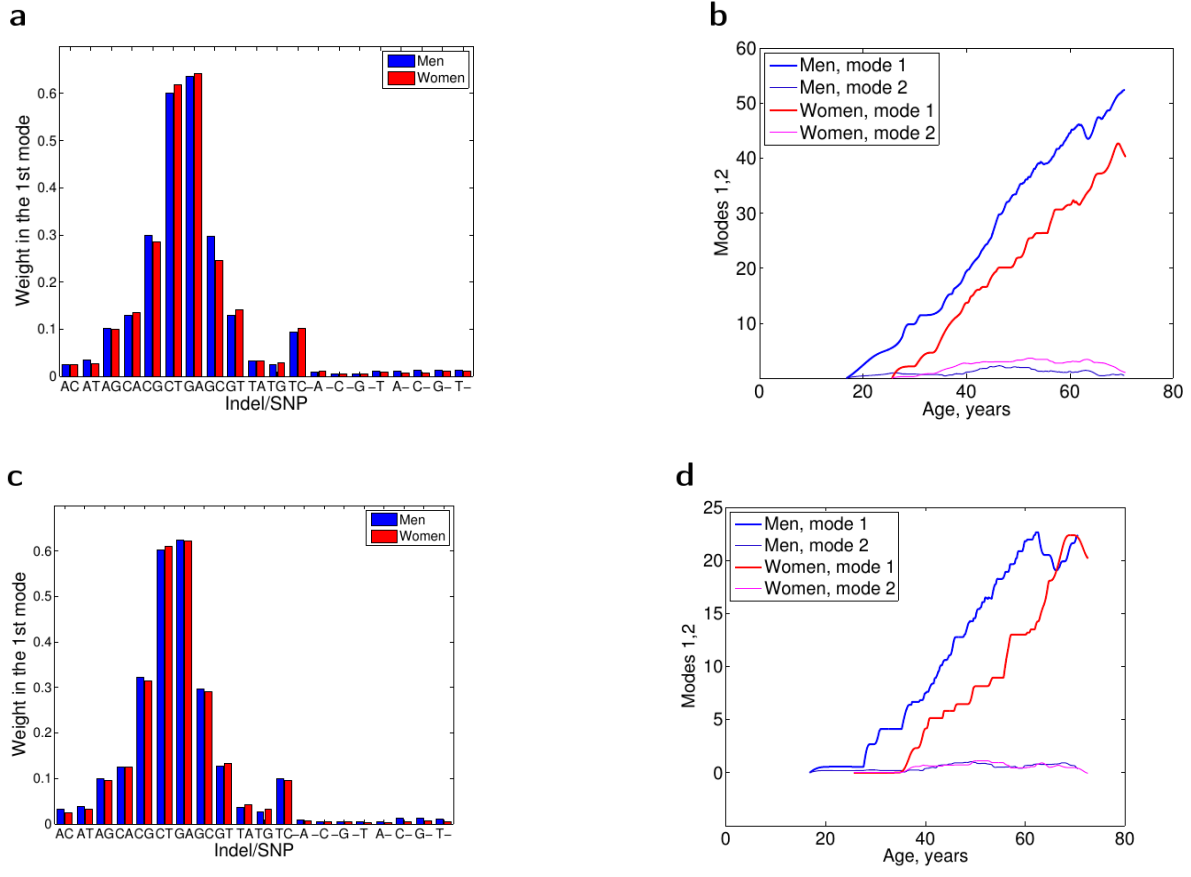 a
Weight in the 1st mode
0.6
0.5
0.4
0.3
0.2
0.1
0
Men
Women
AC AT AG CA CG CT GA GC GT TA TG TC –A –C –G –T A– C– G– T–
Indel/SNP
b
Modes 1,2
60
50
40
30
20
10
Men, mode 1
Men, mode 2
Women, mode 1
Women, mode 2
0 20 40 60 80
Age, years
c
Weight in the 1st mode
0.6
0.5
0.4
0.3
0.2
0.1
0
Men
Women
AC AT AG CA CG CT GA GC GT TA TG TC –A –C –G –T A– C– G– T–
Indel/SNP
d
Modes 1,2
25
20
15
10
5
0
Men, mode 1
Men, mode 2
Women, mode 1
Women, mode 2
0 20 40 60 80
Age, years